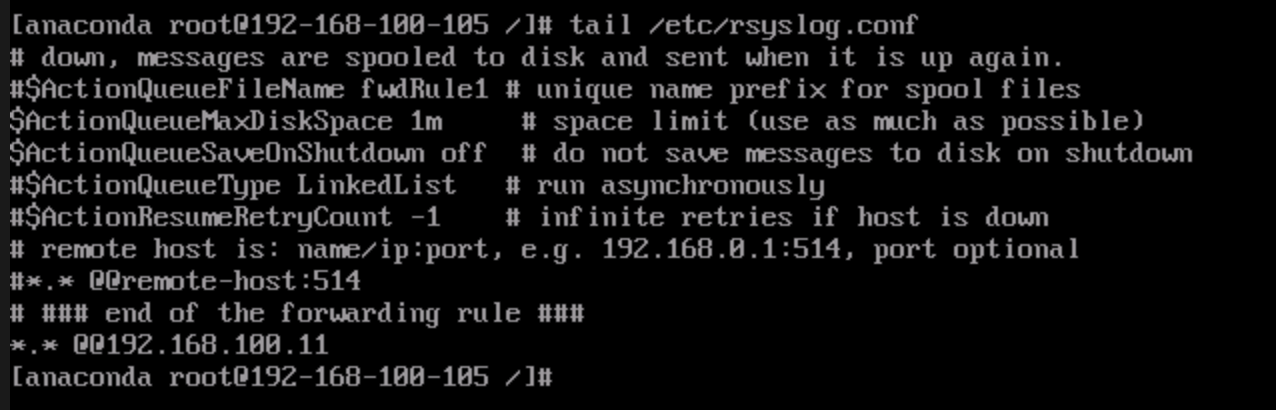 [anaconda root@192-168-100-105 /]# tail /etc/rsyslog.conf
# down, messages are spooled to disk and sent when it is up again.
#$ActionQueueFileName fwdRule1 # unique name prefix for spool files
$ActionQueueMaxDiskSpace 1m     # space limit (use as much as possible)
$ActionQueueSaveOnShutdown off  # do not save messages to disk on shutdown
#$ActionQueueType LinkedList   # run asynchronously
#$ActionResumeRetryCount -1    # infinite retries if host is down
# remote host is: name/ip:port, e.g. 192.168.0.1:514, port optional
#*.* @@remote-host:514
# ### end of the forwarding rule ###
*.* @@192.168.100.11
[anaconda root@192-168-100-105 /]#